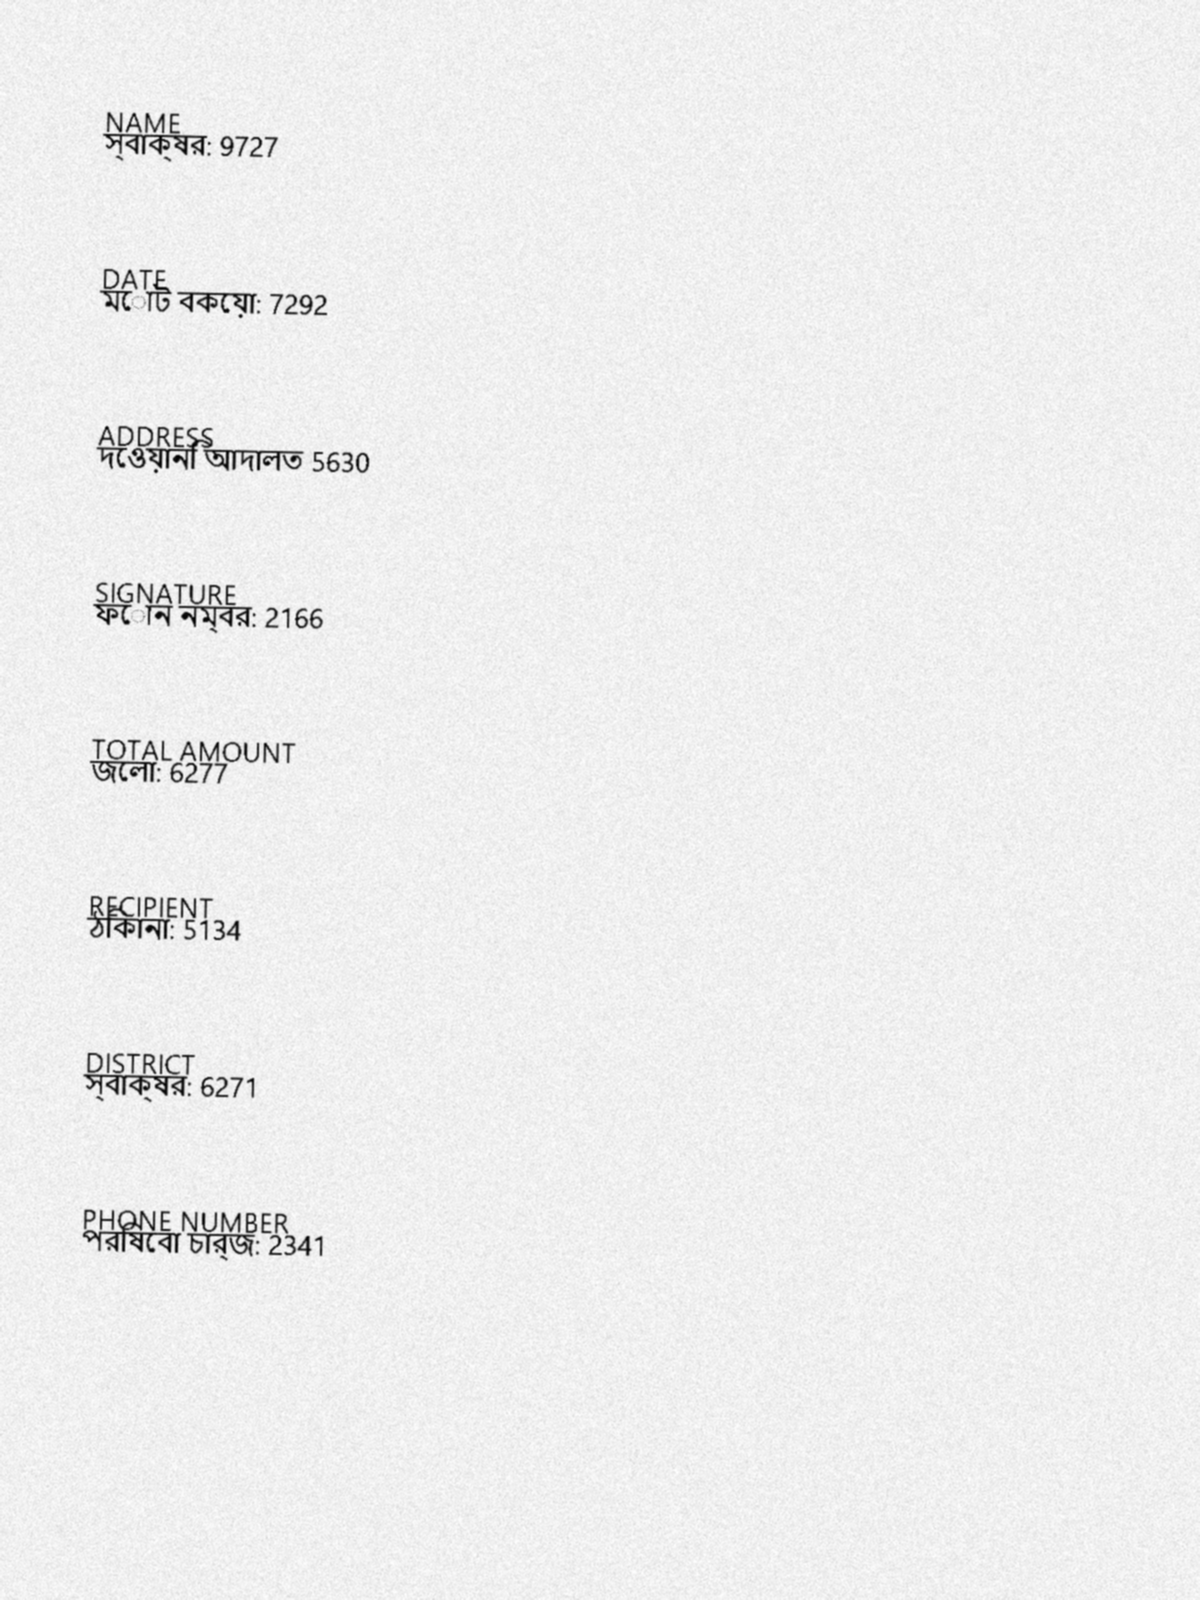 NAME
স্বাক্ষর: 9727
DATE
মোট বকেয়া: 7292
ADDRESS
দেওয়ানি আদালত 5630
SIGNATURE
ফোন নম্বর: 2166
TOTAL AMOUNT
জেলা: 6277
RECIPIENT
ঠিকানা: 5134
DISTRICT
স্বাক্ষর: 6271
PHONE NUMBER
পরিষেবা চার্জ: 2341